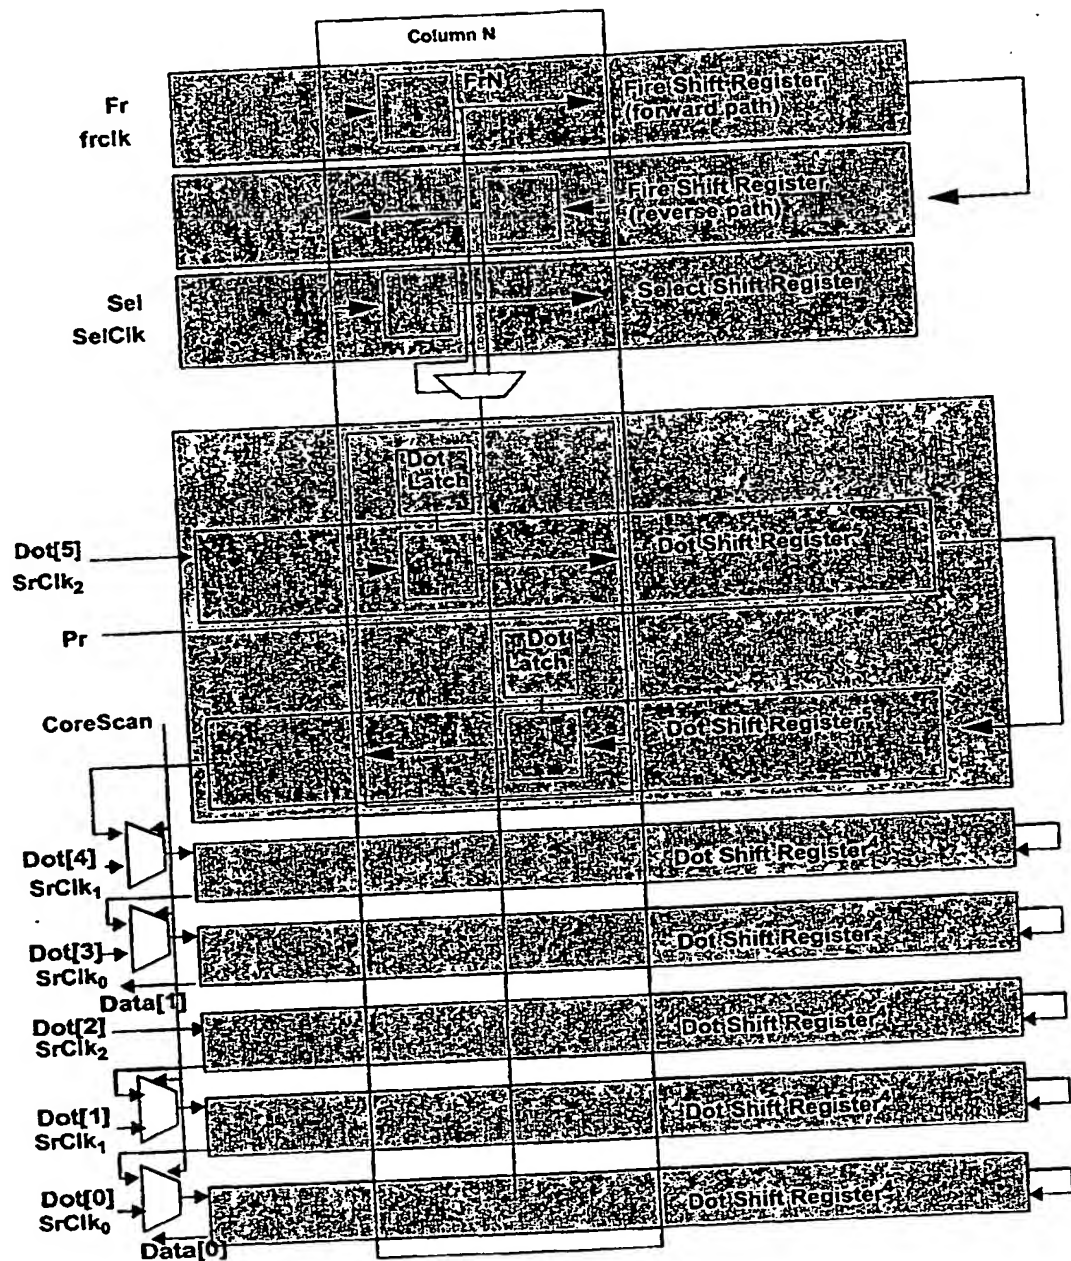 Column N
Fr
frclk
FrN
Fire Shift Register
(forward path)
Fire Shift Register
(reverse path)
Sel
SelClk
Select Shift Register
Dot
Latch
Dot[5]
SrClk2
Dot Shift Register
Pr
Dot
Latch
CoreScan
Dot Shift Register
Dot[4]
SrClk1
Dot Shift Register
Dot[3]
SrClk0
Data[1]
Dot Shift Register
Dot[2]
SrClk2
Dot Shift Register
Dot[1]
SrClk1
Dot Shift Register
Dot[0]
SrClk0
Data[0]
Dot Shift Register